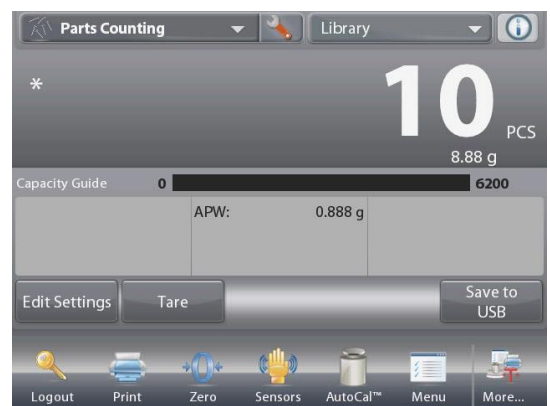 Parts Counting
Library
*
10
PCS
8.88 g
Capacity Guide 0 6200
APW: 0.888 g
Edit Settings
Tare
Save to
USB
→0←
Logout Print Zero Sensors AutoCal™ Menu More...